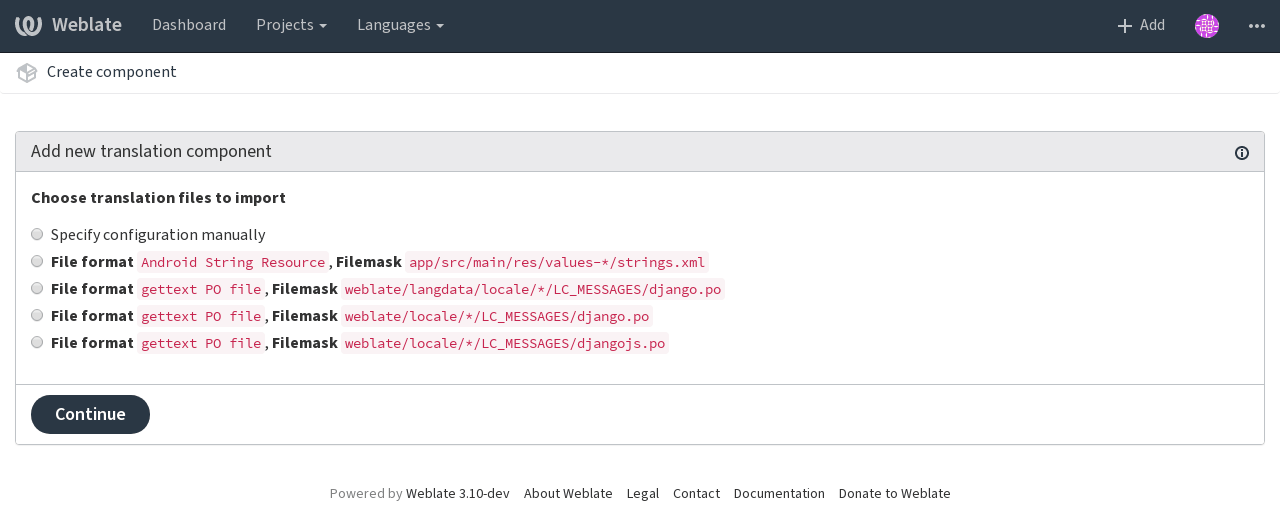 Weblate Dashboard Projects Languages Add
Create component
Add new translation component
Choose translation files to import
Specify configuration manually
File format Android String Resource, Filemask app/src/main/res/values-*/strings.xml
File format gettext PO file, Filemask weblate/langdata/locale/*/LC_MESSAGES/django.po
File format gettext PO file, Filemask weblate/locale/*/LC_MESSAGES/django.po
File format gettext PO file, Filemask weblate/locale/*/LC_MESSAGES/djangojs.po
Continue
Powered by Weblate 3.10-dev About Weblate Legal Contact Documentation Donate to Weblate